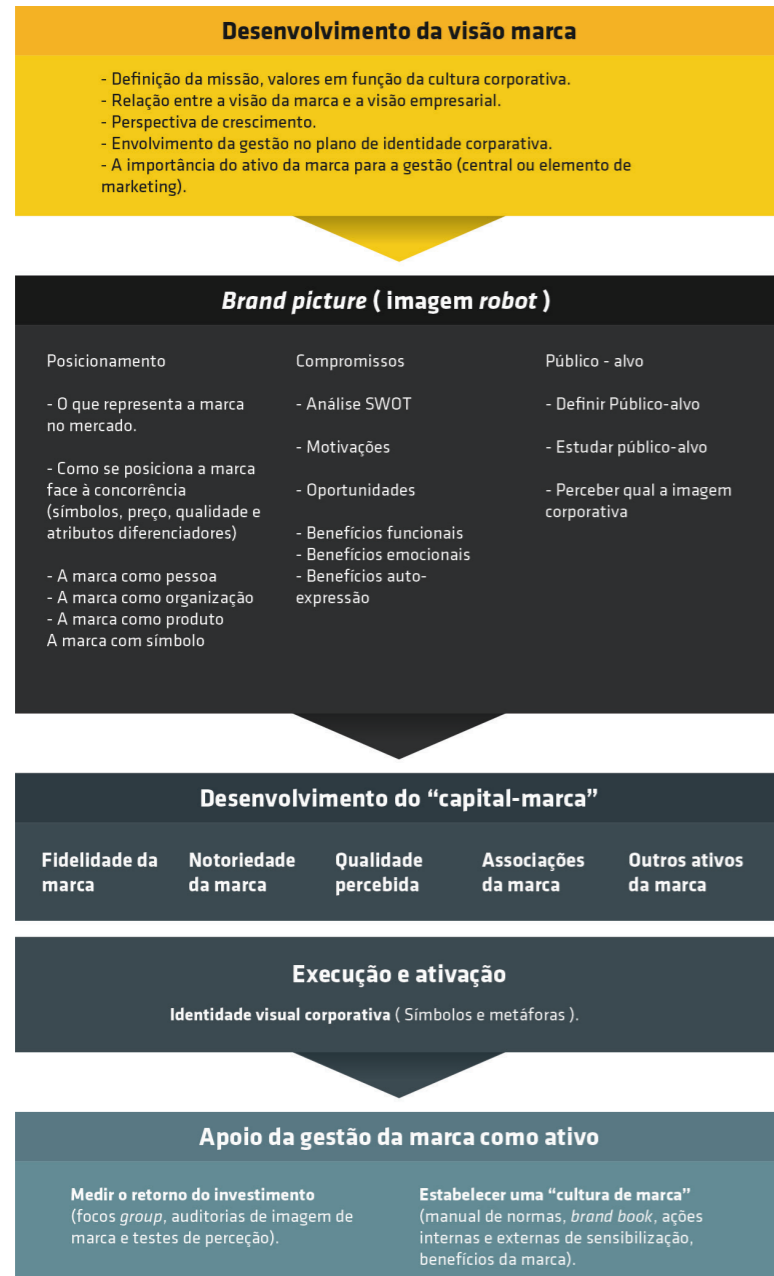 Desenvolvimento da visão marca
- Definição da missão, valores em função da cultura corporativa.
- Relação entre a visão da marca e a visão empresarial.
- Perspectiva de crescimento.
- Envolvimento da gestão no plano de identidade corparativa.
- A importância do ativo da marca para a gestão (central ou elemento de
marketing).
Brand picture ( imagem robot )
Posicionamento
- O que representa a marca
no mercado.
- Como se posiciona a marca
face à concorrência
(símbolos, preço, qualidade e
atributos diferenciadores)
- A marca como pessoa
- A marca como organização
- A marca como produto
A marca com símbolo
Compromissos
- Análise SWOT
- Motivações
- Oportunidades
- Benefícios funcionais
- Benefícios emocionais
- Benefícios auto-
expressão
Público - alvo
- Definir Público-alvo
- Estudar público-alvo
- Perceber qual a imagem
corporativa
Desenvolvimento do “capital-marca”
Fidelidade da
marca
Notoriedade
da marca
Qualidade
percebida
Associações
da marca
Outros ativos
da marca
Execução e ativação
Identidade visual corporativa ( Símbolos e metáforas ).
Apoio da gestão da marca como ativo
Medir o retorno do investimento
(focos group, auditorias de imagem de
marca e testes de perceção).
Estabelecer uma “cultura de marca”
(manual de normas, brand book, ações
internas e externas de sensibilização,
benefícios da marca).